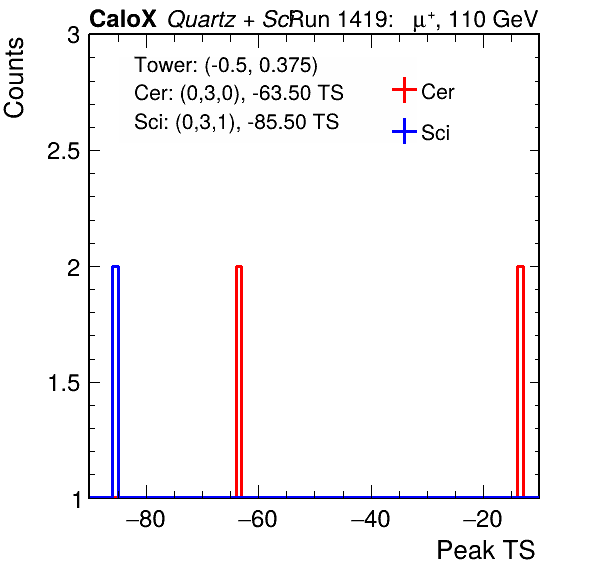 CaloX Quartz + Sci Run 1419: μ⁺, 110 GeV
Counts
Tower: (-0.5, 0.375)
Cer: (0,3,0), -63.50 TS
Sci: (0,3,1), -85.50 TS
Cer
Sci
3
2.5
2
1.5
1
−80 −60 −40 −20
Peak TS